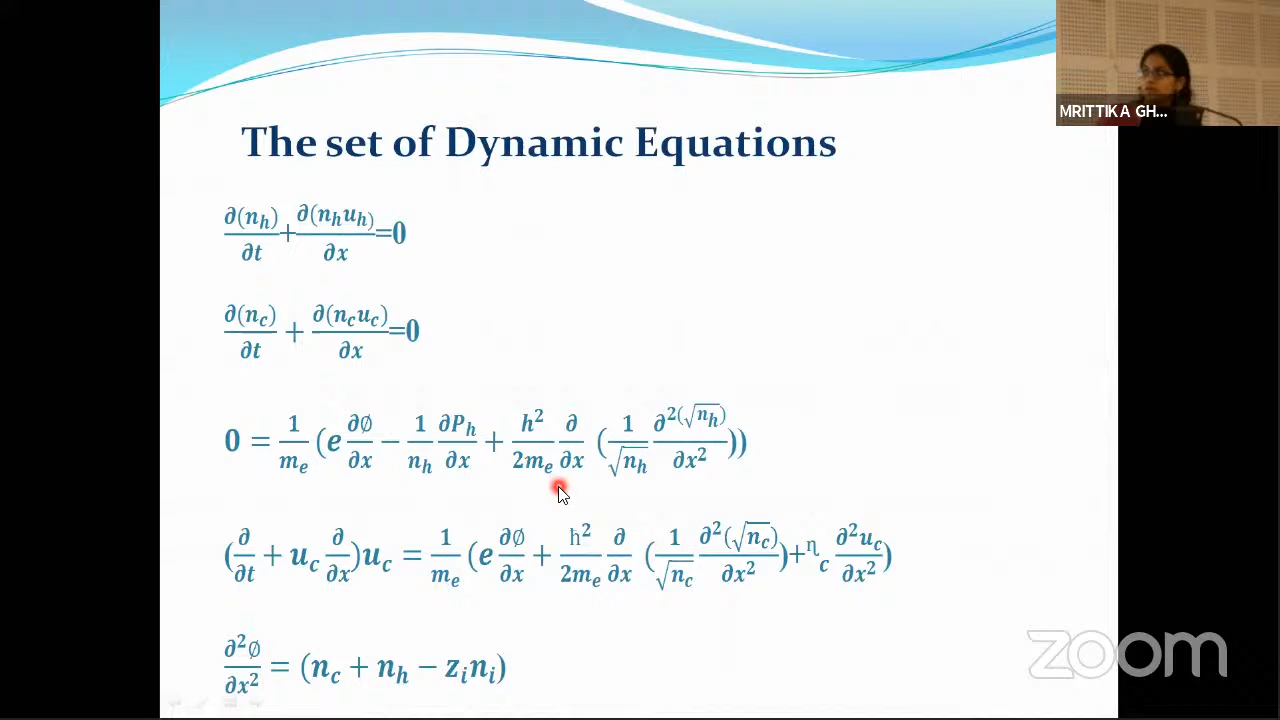 MRITTIKA GH...
The set of Dynamic Equations
∂(n_h)/∂t+∂(n_h u_h)/∂x=0
∂(n_c)/∂t + ∂(n_c u_c)/∂x=0
0 = 1/m_e (e ∂∅/∂x − 1/n_h ∂P_h/∂x + h²/2m_e ∂/∂x (1/√n_h ∂²(√n_h)/∂x²))
(∂/∂t + u_c ∂/∂x)u_c = 1/m_e (e ∂∅/∂x + ħ²/2m_e ∂/∂x (1/√n_c ∂²(√n_c)/∂x²)+η_c ∂²u_c/∂x²)
∂²∅/∂x² = (n_c + n_h − z_i n_i)
zoom